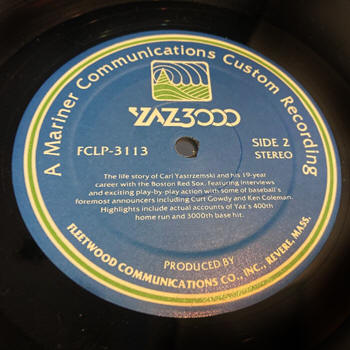 A Mariner Communications Custom Recording
YAZ-3000
FCLP-3113
SIDE 2
STEREO
The life story of Carl Yastrzemski and his 19-year
career with the Boston Red Sox. Featuring interviews
and exciting play-by-play action with some of baseball's
foremost announcers including Curt Gowdy and Ken Coleman.
Highlights include actual accounts of Yaz's 400th
home run and 3000th base hit.
PRODUCED BY
FLEETWOOD COMMUNICATIONS CO., INC., REVERE, MASS.